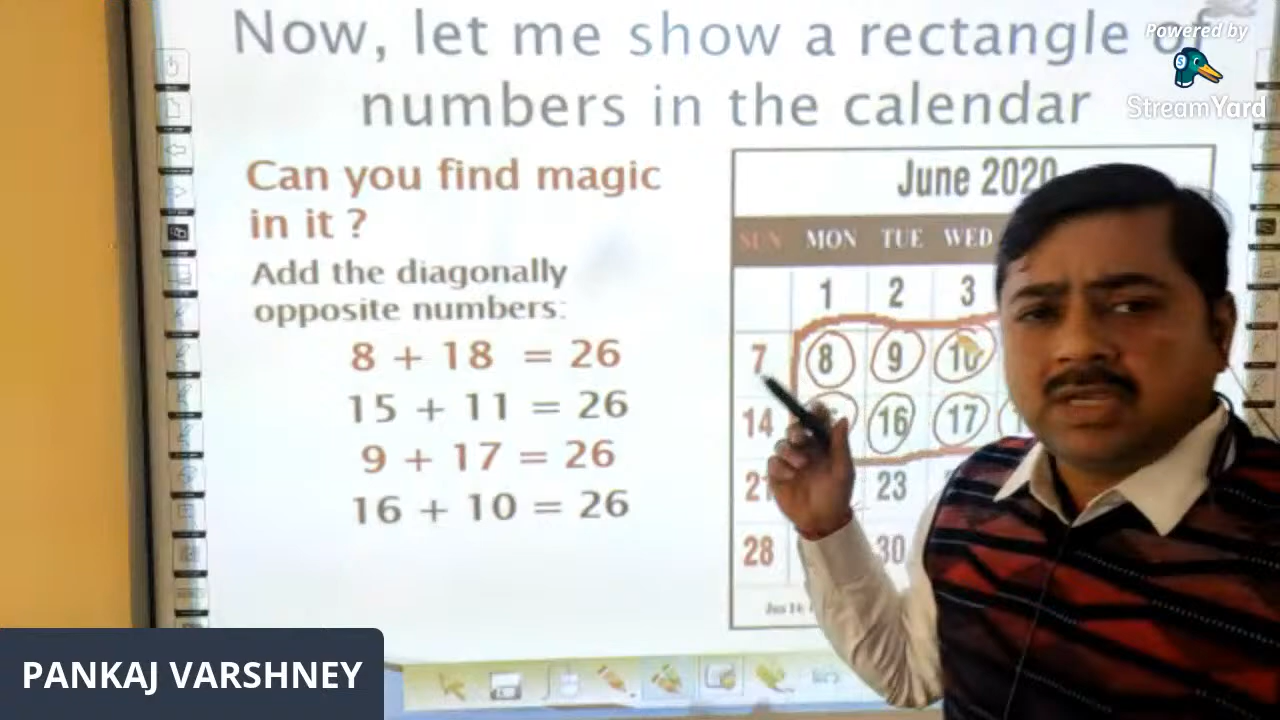 Now, let me show a rectangle of
numbers in the calendar
Powered by
StreamYard
Can you find magic
in it ?
Add the diagonally
opposite numbers:
8 + 18 = 26
15 + 11 = 26
9 + 17 = 26
16 + 10 = 26
June 2020
SUN MON TUE WED
1 2 3
7 8 9 10
14 16 17
23
28 30
PANKAJ VARSHNEY